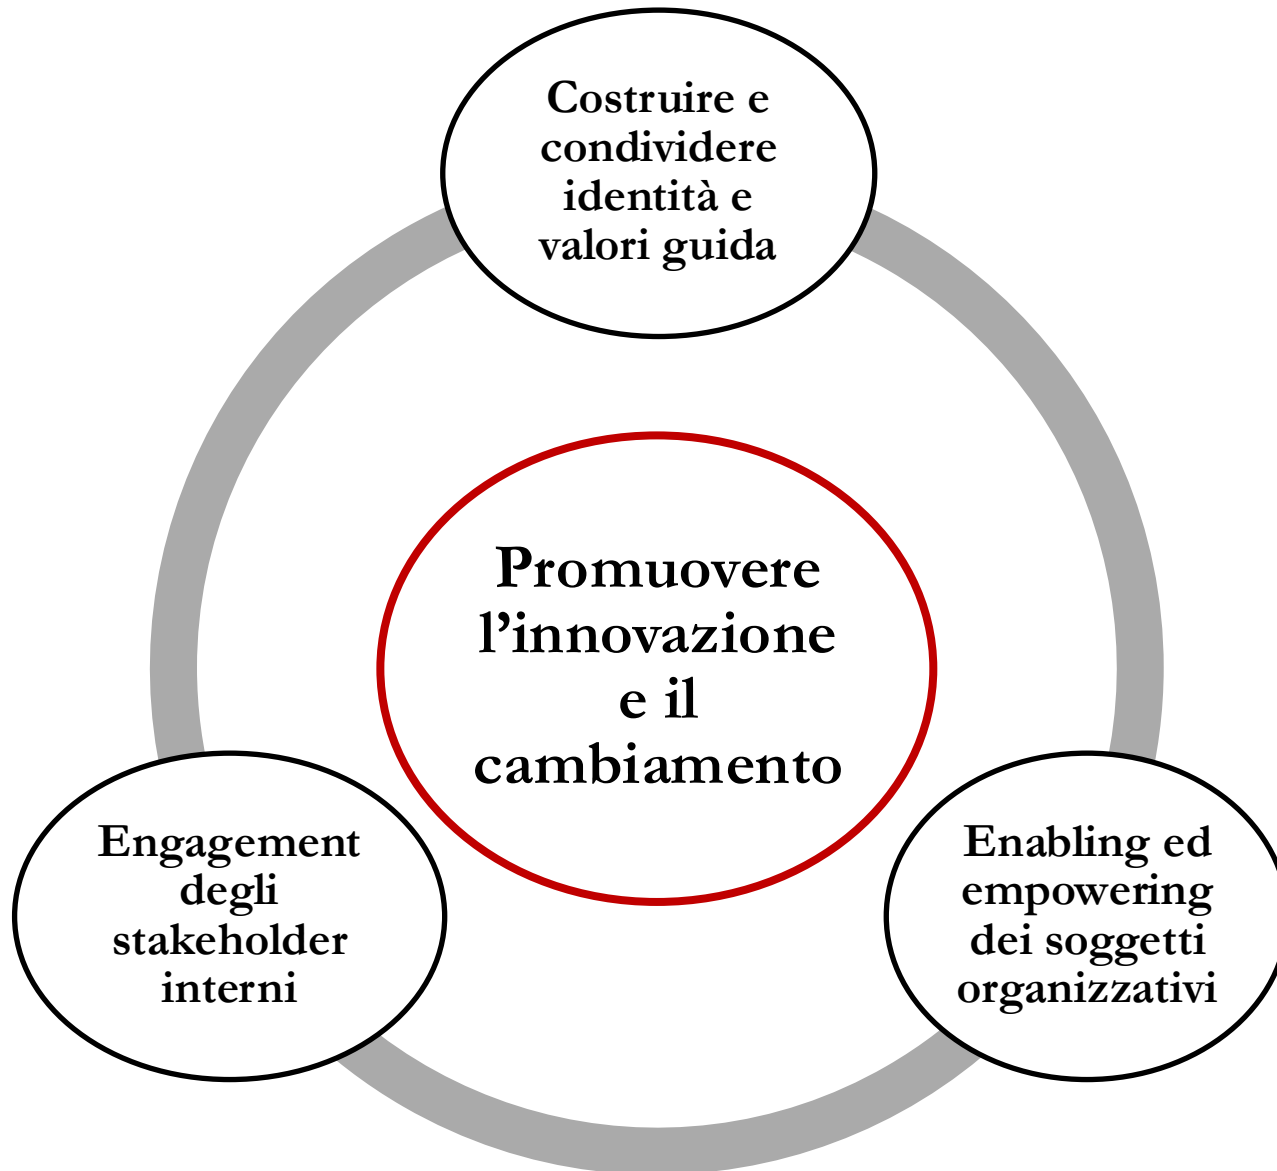 Costruire e
condividere
identità e
valori guida
Promuovere
l’innovazione
e il
cambiamento
Engagement
degli
stakeholder
interni
Enabling ed
empowering
dei soggetti
organizzativi